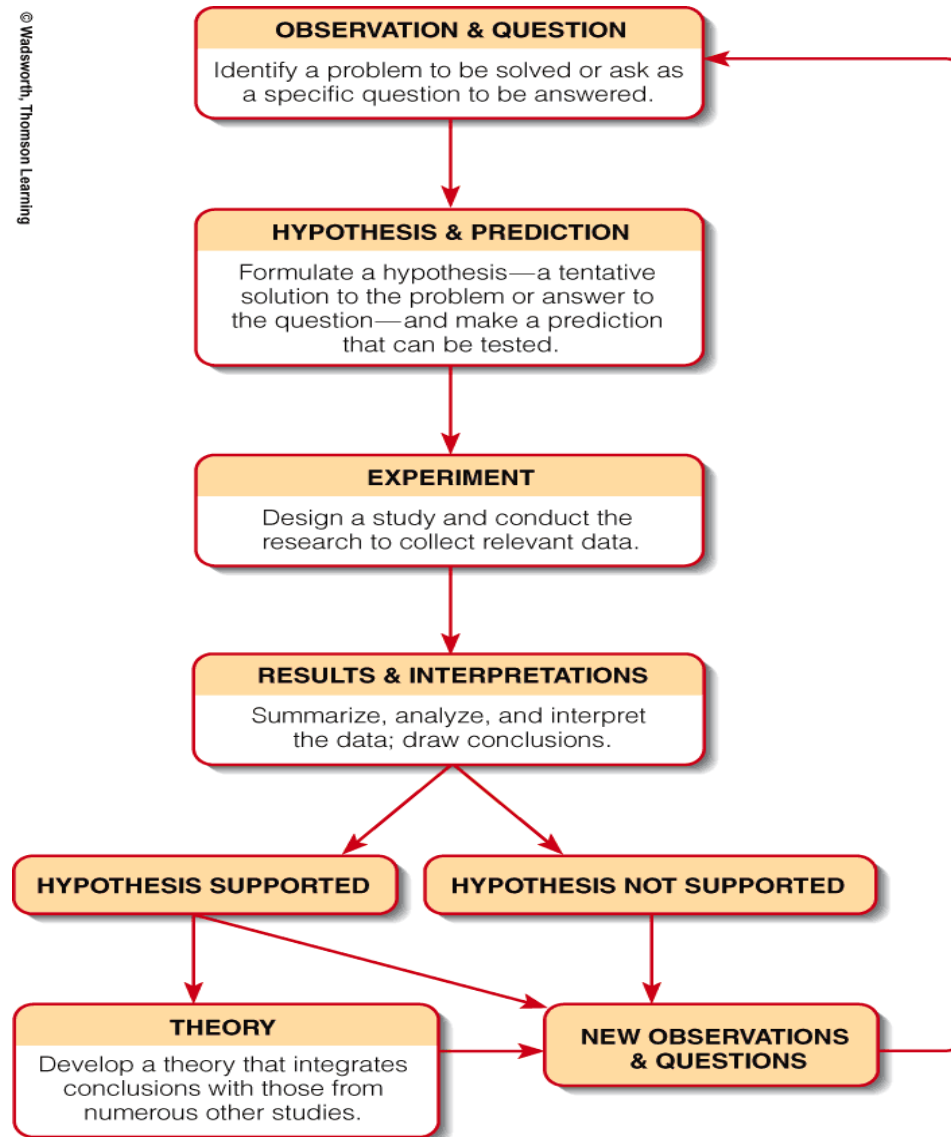 © Wadsworth, Thomson Learning
OBSERVATION & QUESTION
Identify a problem to be solved or ask as
a specific question to be answered.
HYPOTHESIS & PREDICTION
Formulate a hypothesis—a tentative
solution to the problem or answer to
the question—and make a prediction
that can be tested.
EXPERIMENT
Design a study and conduct the
research to collect relevant data.
RESULTS & INTERPRETATIONS
Summarize, analyze, and interpret
the data; draw conclusions.
HYPOTHESIS SUPPORTED
HYPOTHESIS NOT SUPPORTED
THEORY
Develop a theory that integrates
conclusions with those from
numerous other studies.
NEW OBSERVATIONS
& QUESTIONS